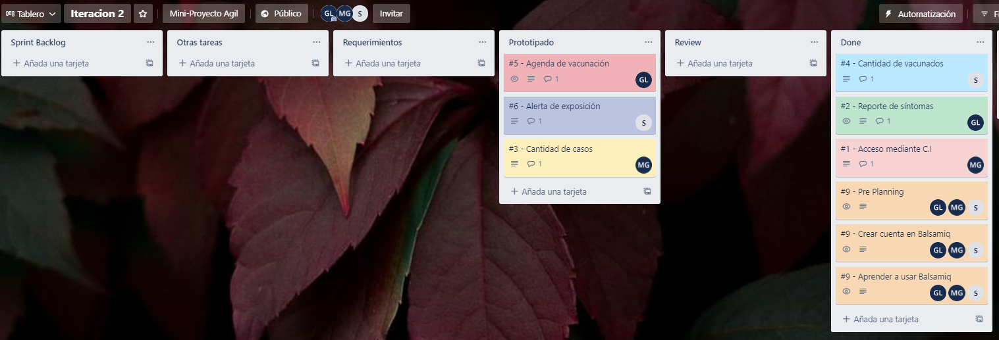 Tablero
Iteracion 2
Mini-Proyecto Agil
Público
GL MG S
Invitar
Automatización
Sprint Backlog
+ Añada una tarjeta
Otras tareas
+ Añada una tarjeta
Requerimientos
+ Añada una tarjeta
Prototipado
#5 - Agenda de vacunación
1
GL
#6 - Alerta de exposición
1
S
#3 - Cantidad de casos
1
MG
+ Añada una tarjeta
Review
+ Añada una tarjeta
Done
#4 - Cantidad de vacunados
1
S
#2 - Reporte de síntomas
1
GL
#1 - Acceso mediante C.I
1
MG
#9 - Pre Planning
GL MG S
#9 - Crear cuenta en Balsamiq
GL MG S
#9 - Aprender a usar Balsamiq
GL MG S
+ Añada una tarjeta